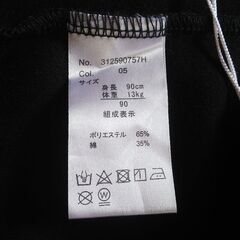 No. 312590757H
Col. 05
サイズ
身長 90cm
体重 13kg
90
組成表示
ポリエステル 65%
綿 35%